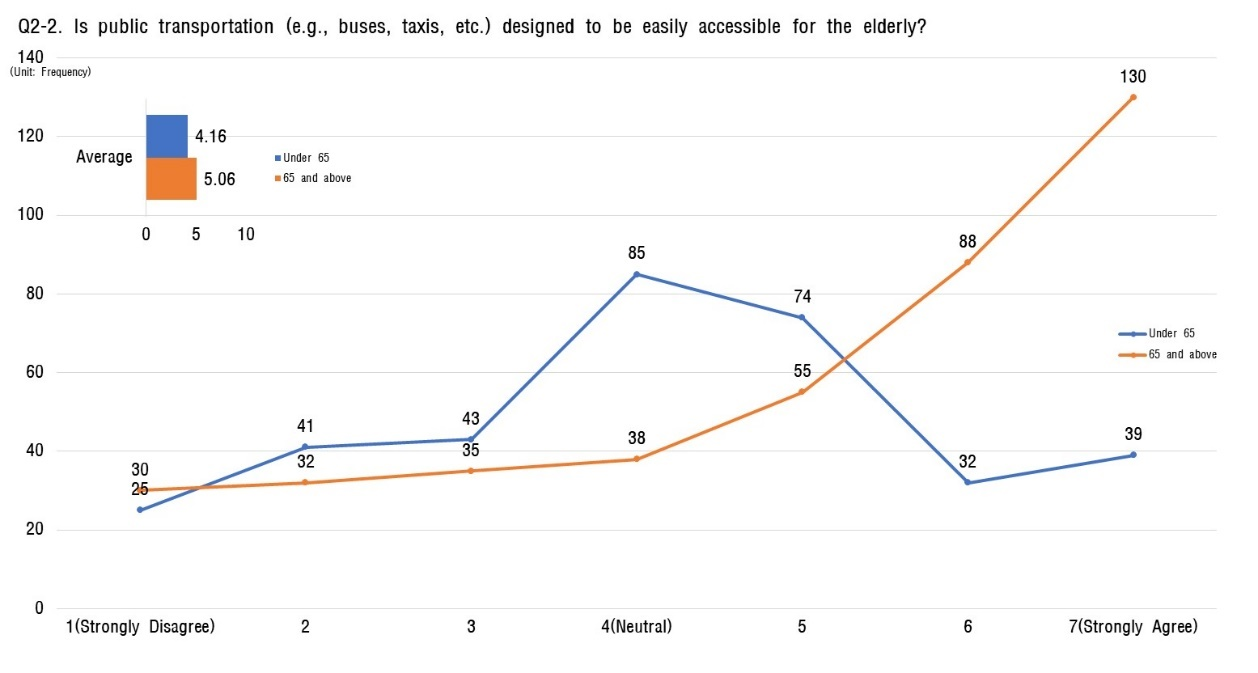 Q2-2. Is public transportation (e.g., buses, taxis, etc.) designed to be easily accessible for the elderly?
140
(Unit: Frequency)
130
120
4.16
Average
Under 65
5.06
65 and above
100
0 5 10
88
85
80
74
Under 65
65 and above
60
55
43
41
40
39
38
35
32
32
30
25
20
0
1(Strongly Disagree) 2 3 4(Neutral) 5 6 7(Strongly Agree)